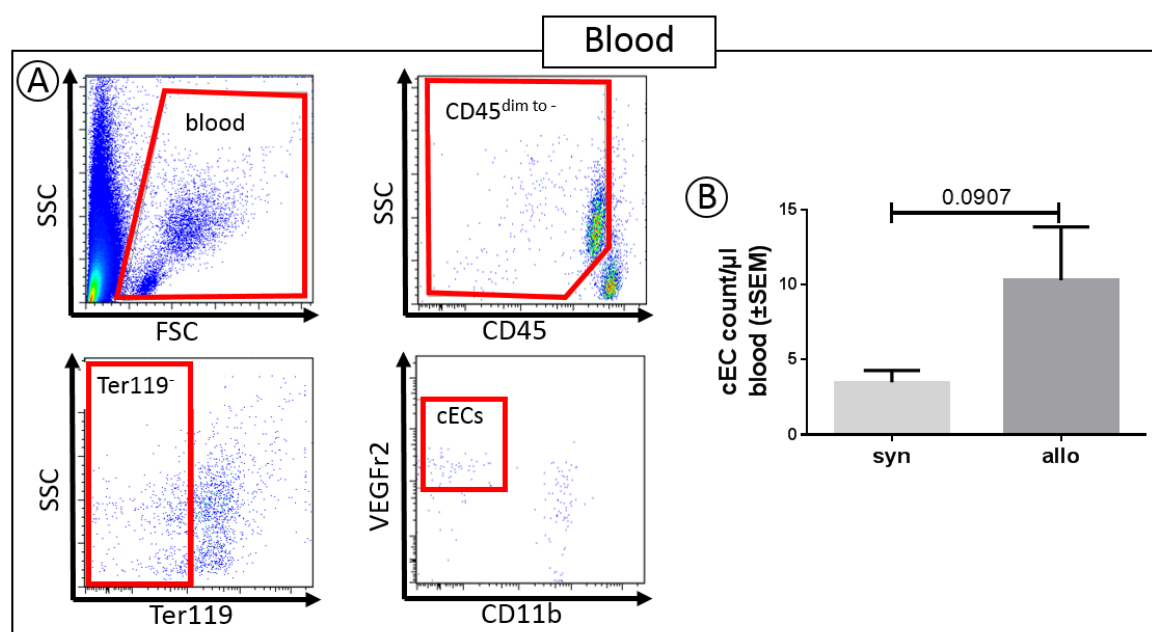 Blood
A
SSC
blood
FSC
SSC
CD45dim to -
CD45
SSC
Ter119-
Ter119
VEGFr2
cECs
CD11b
B
0.0907
cEC count/µl
blood (±SEM)
15
10
5
0
syn
allo